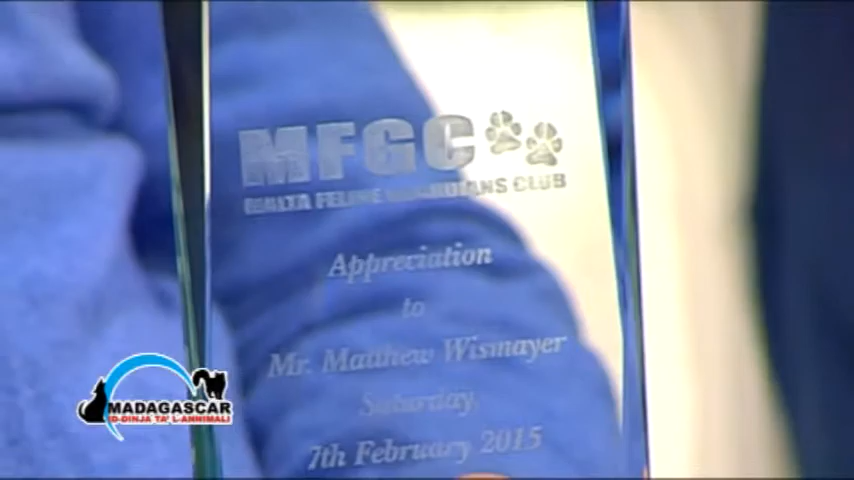 MFGC
MALTA FELINE GUARDIANS CLUB
Appreciation
to
Mr. Matthew Wismayer
Saturday,
7th February 2015
MADAGASCAR
ID-DINJA TA' L-ANNIMALI